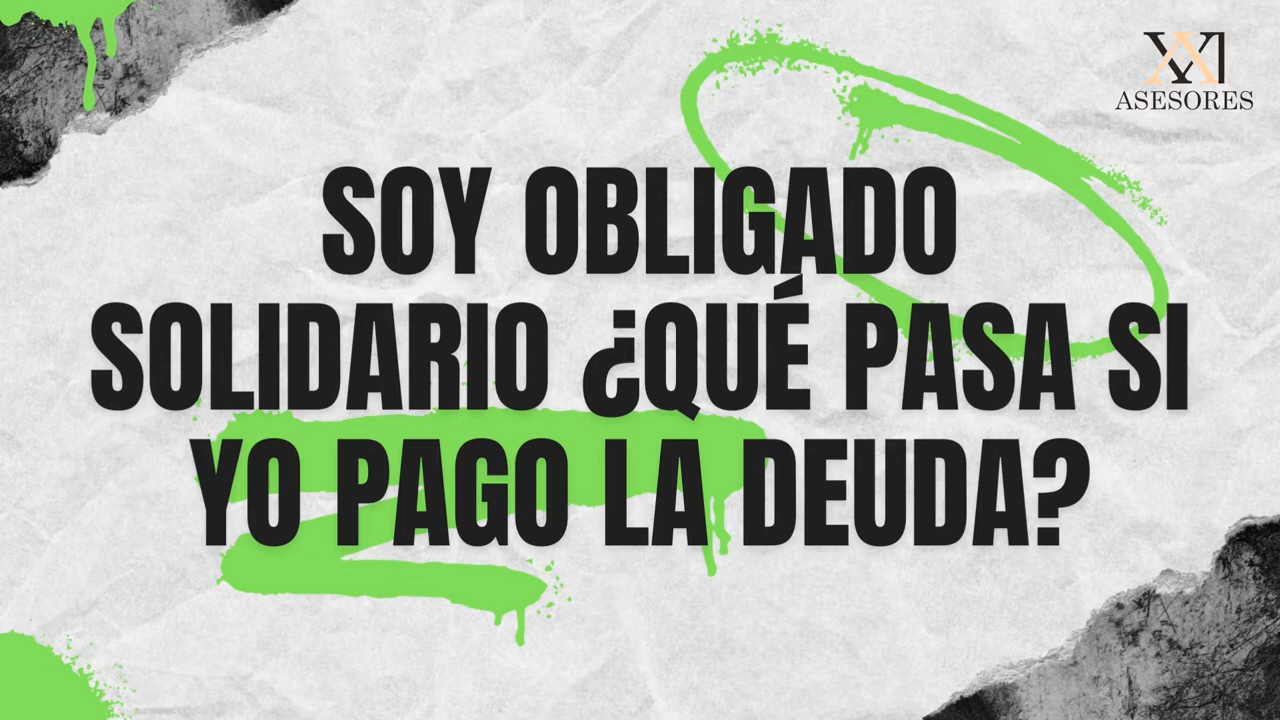 ASESORES
SOY OBLIGADO
SOLIDARIO ¿QUÉ PASA SI
YO PAGO LA DEUDA?